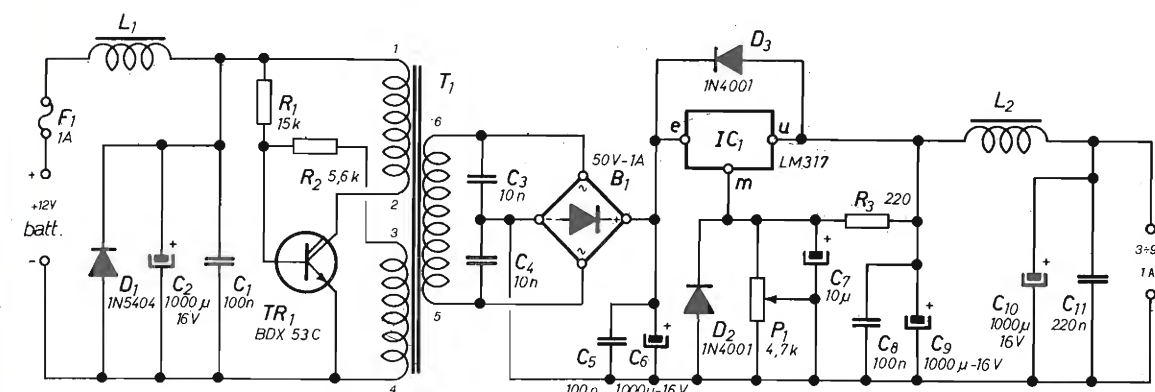 L1
F1
1A
+
+12V
batt.
-
D1
1N5404
+
C2
1000µ
16V
C1
100n
R1
15k
R2 5,6k
TR1
BDX 53C
1
2
3
4
T1
6
5
C3
10n
C4
10n
50V-1A
B1
~
-
+
~
C5
100n
+
C6
1000µ-16V
D3
1N4001
e
IC1
u
m
LM317
D2
1N4001
P1
4,7k
+
C7
10µ
R3 220
C8
100n
+
C9
1000µ-16V
L2
+
C10
1000µ
16V
C11
220n
3÷9
1A